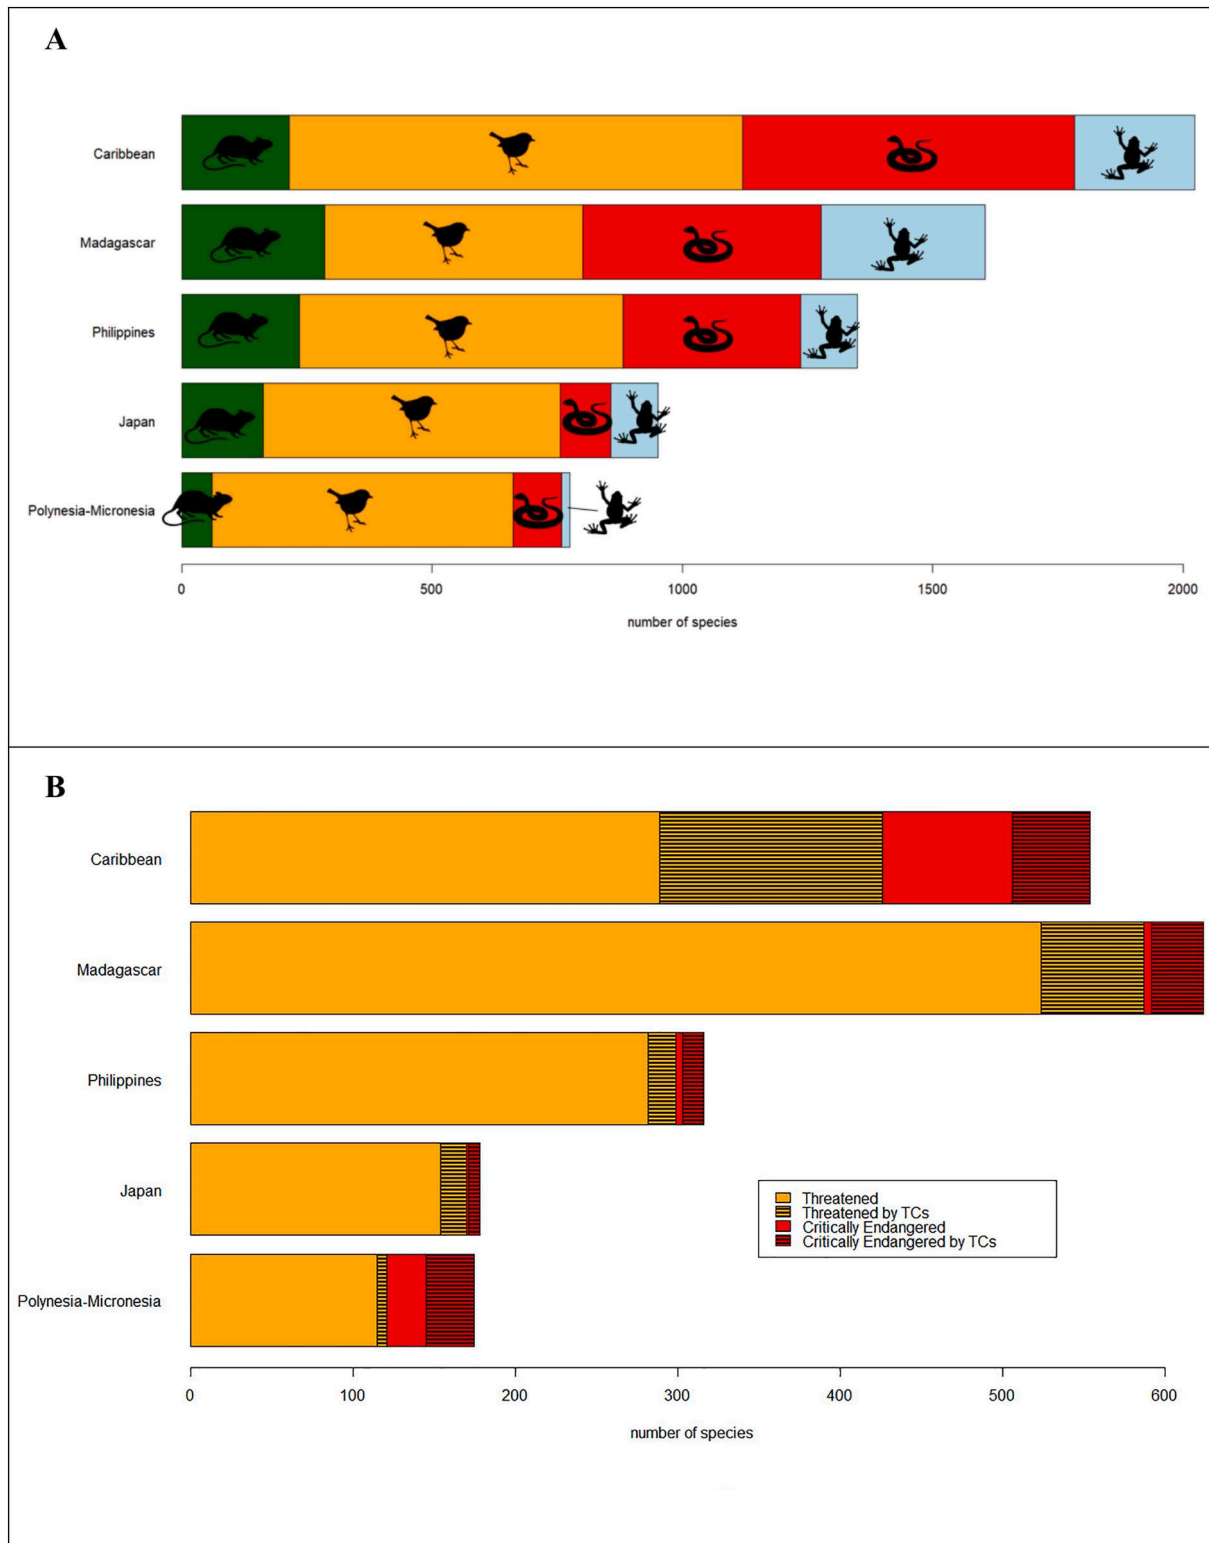 A
Caribbean
Madagascar
Philippines
Japan
Polynesia-Micronesia
0 500 1000 1500 2000
number of species
B
Caribbean
Madagascar
Philippines
Japan
Polynesia-Micronesia
Threatened
Threatened by TCs
Critically Endangered
Critically Endangered by TCs
0 100 200 300 400 500 600
number of species